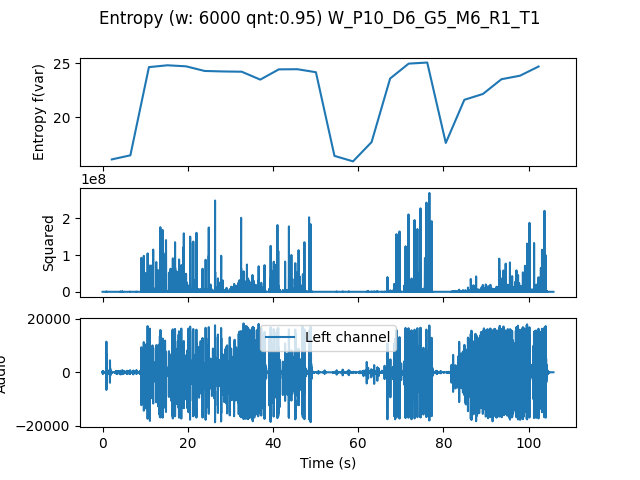 Entropy (w: 6000 qnt:0.95) W_P10_D6_G5_M6_R1_T1
Entropy f(var)
25
20
1e8
Squared
2
1
0
Audio
20000
0
−20000
Left channel
0 20 40 60 80 100
Time (s)